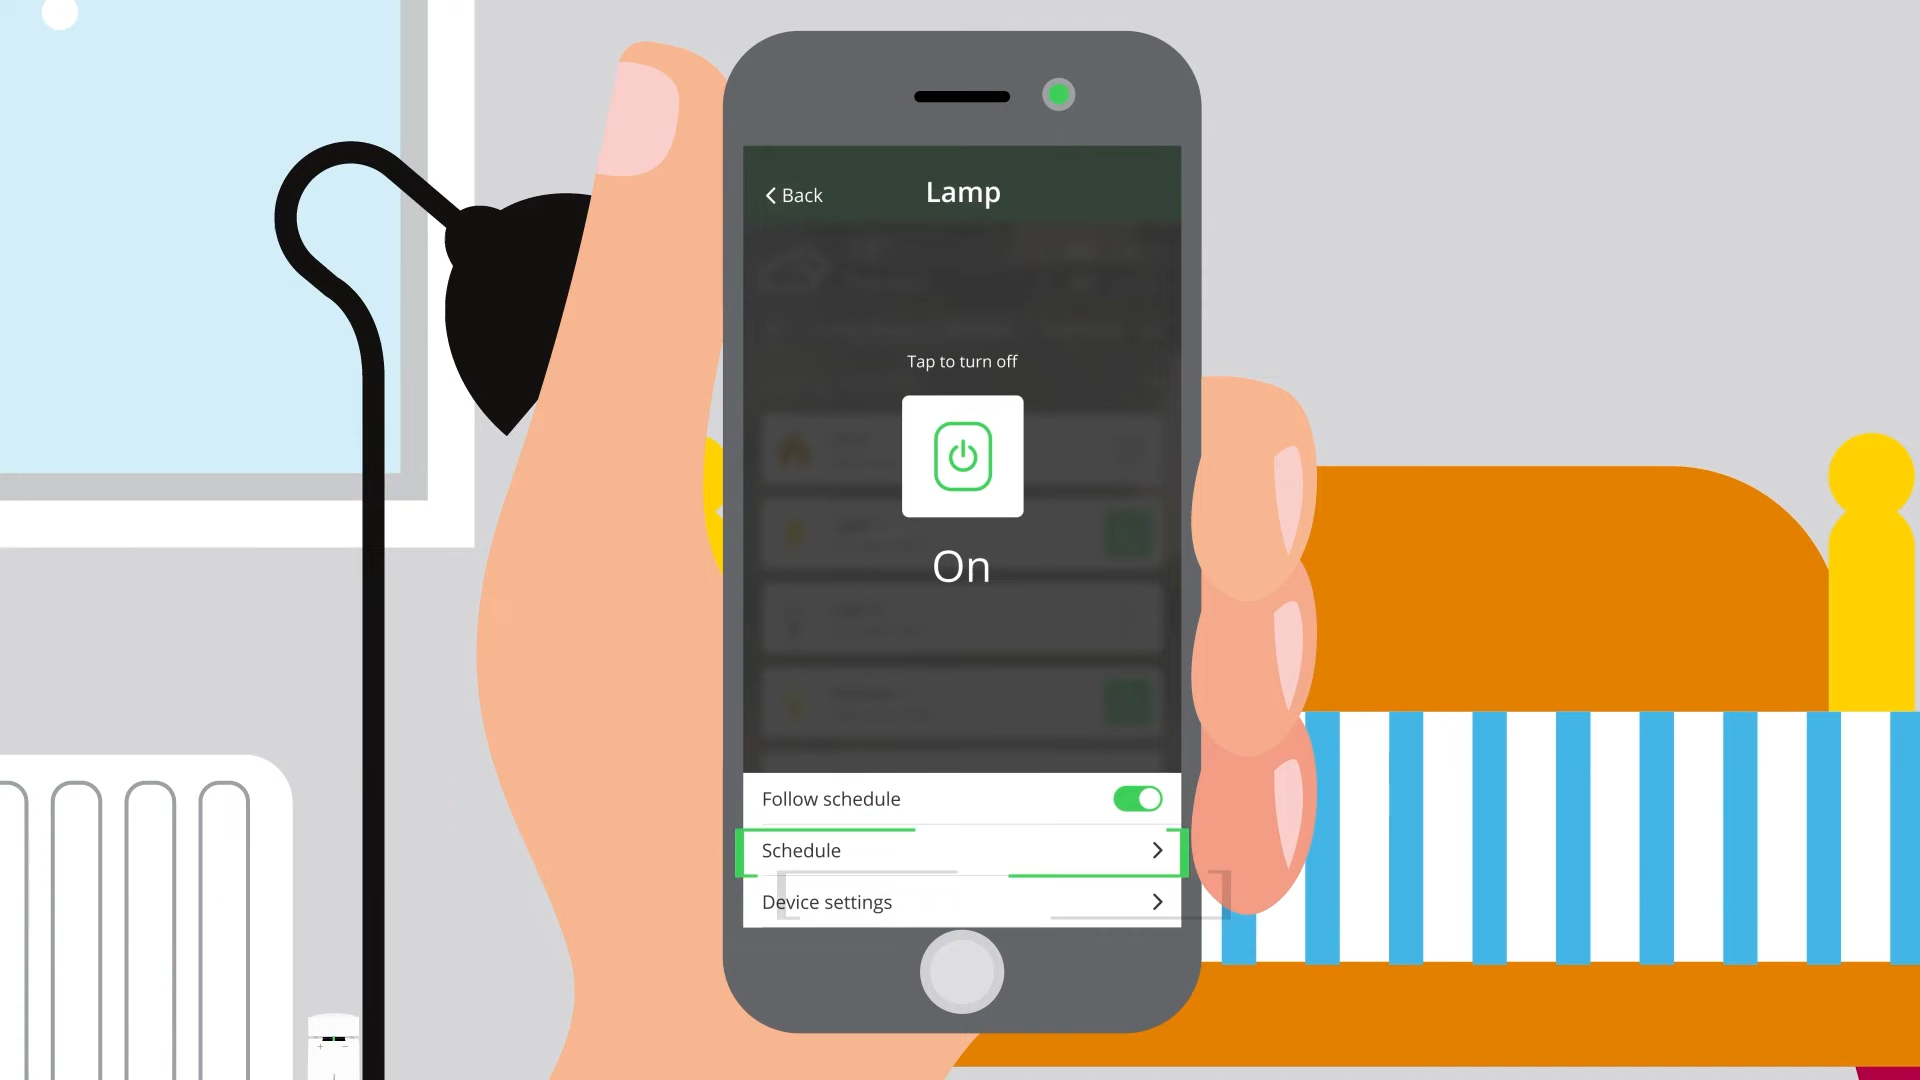 Back
Lamp
Tap to turn off
On
Follow schedule
Schedule
Device settings